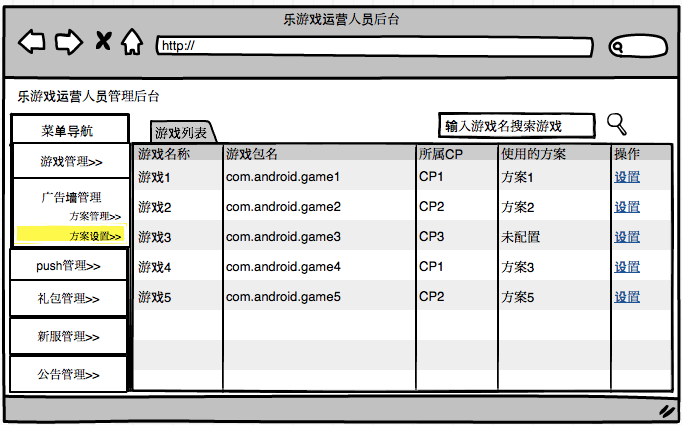 乐游戏运营人员后台
http://
乐游戏运营人员管理后台
菜单导航
游戏管理>>
广告墙管理
方案管理>>
方案设置>>
push管理>>
礼包管理>>
新服管理>>
公告管理>>
游戏列表
输入游戏名搜索游戏
游戏名称 游戏包名 所属CP 使用的方案 操作
游戏1 com.android.game1 CP1 方案1 设置
游戏2 com.android.game2 CP2 方案2 设置
游戏3 com.android.game3 CP3 未配置 设置
游戏4 com.android.game4 CP1 方案3 设置
游戏5 com.android.game5 CP2 方案5 设置